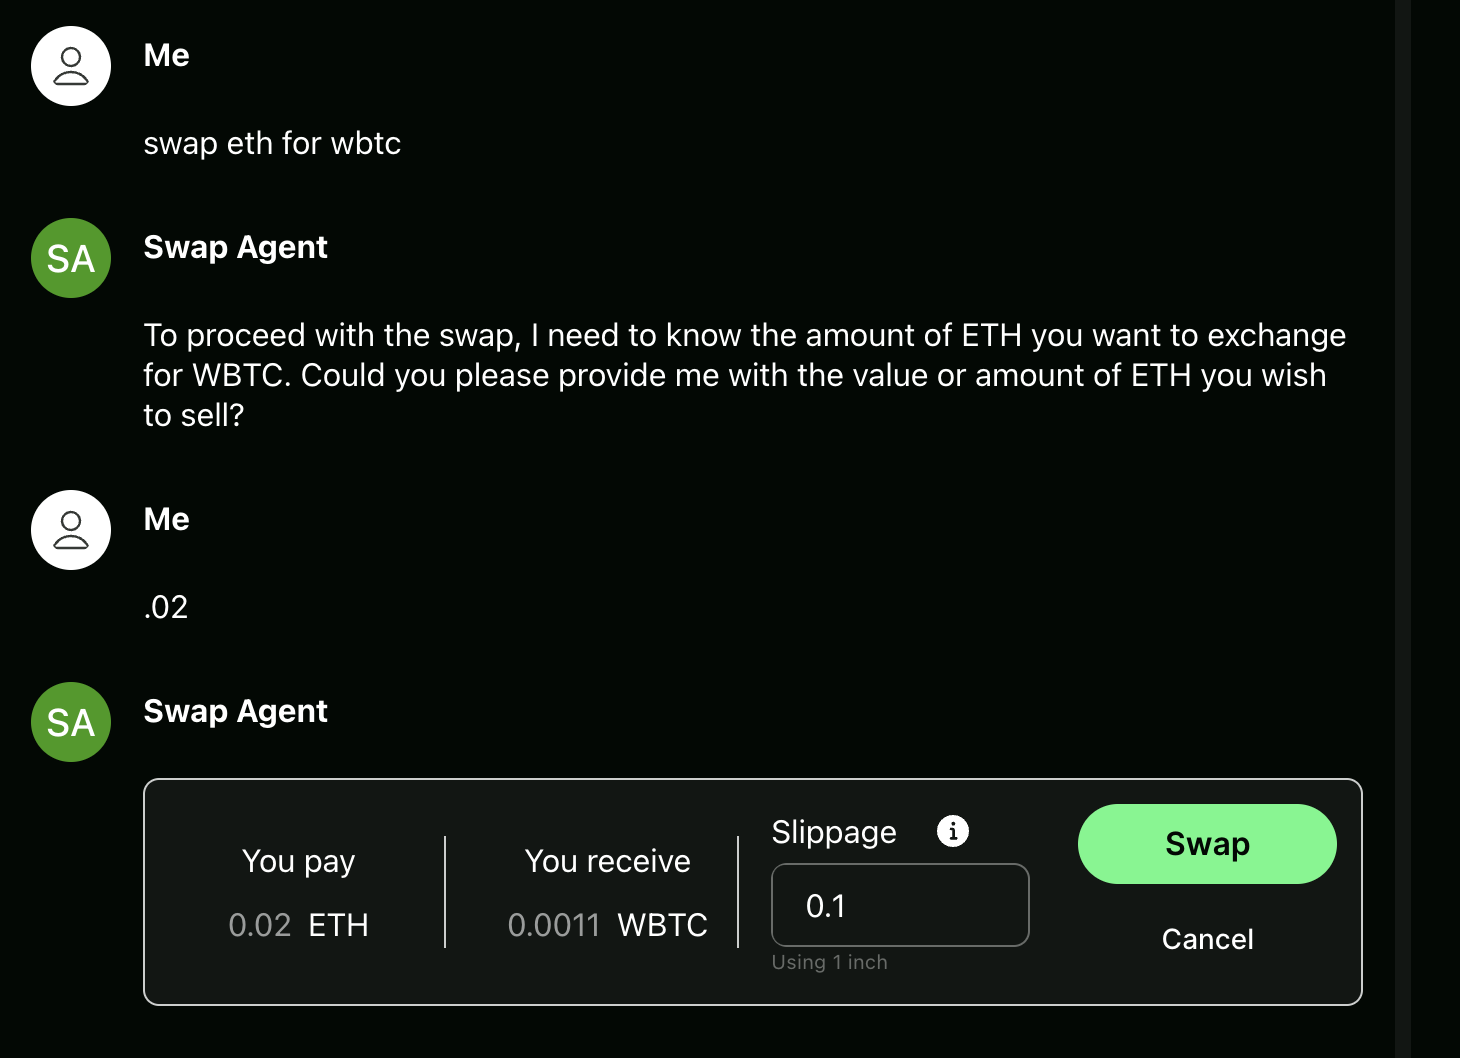 Me
swap eth for wbtc
SA
Swap Agent
To proceed with the swap, I need to know the amount of ETH you want to exchange
for WBTC. Could you please provide me with the value or amount of ETH you wish
to sell?
Me
.02
SA
Swap Agent
You pay
0.02 ETH
You receive
0.0011 WBTC
Slippage i
0.1
Using 1 inch
Swap
Cancel